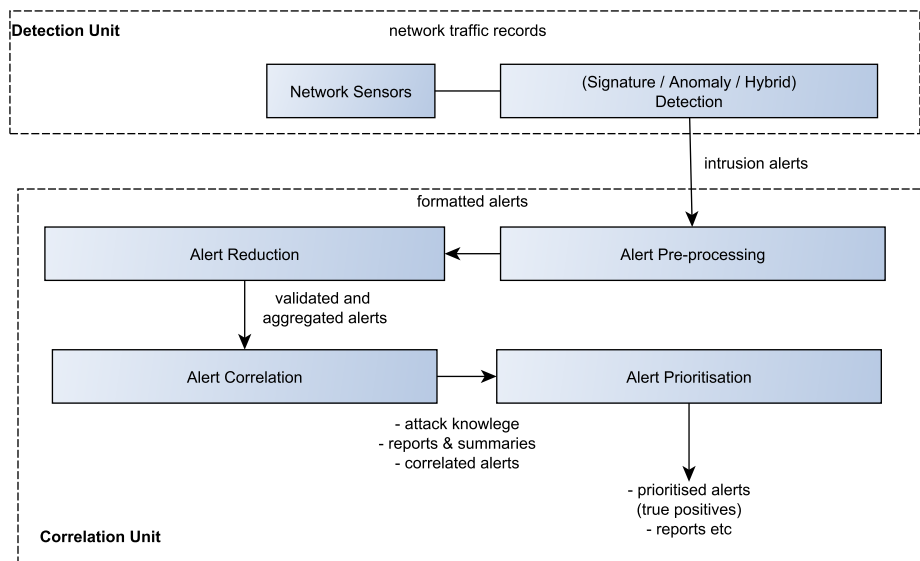 Detection Unit
network traffic records
Network Sensors
(Signature / Anomaly / Hybrid)
Detection
intrusion alerts
formatted alerts
Alert Reduction
Alert Pre-processing
validated and
aggregated alerts
Alert Correlation
Alert Prioritisation
- attack knowlege
- reports & summaries
- correlated alerts
- prioritised alerts
(true positives)
- reports etc
Correlation Unit